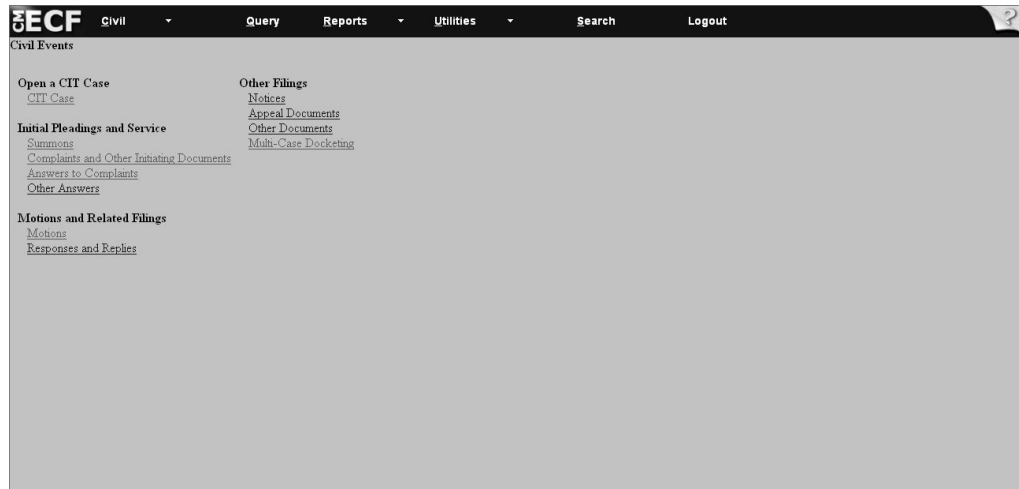 CM ECF Civil Query Reports Utilities Search Logout ?
Civil Events
Open a CIT Case
CIT Case
Initial Pleadings and Service
Summons
Complaints and Other Initiating Documents
Answers to Complaints
Other Answers
Motions and Related Filings
Motions
Responses and Replies
Other Filings
Notices
Appeal Documents
Other Documents
Multi-Case Docketing